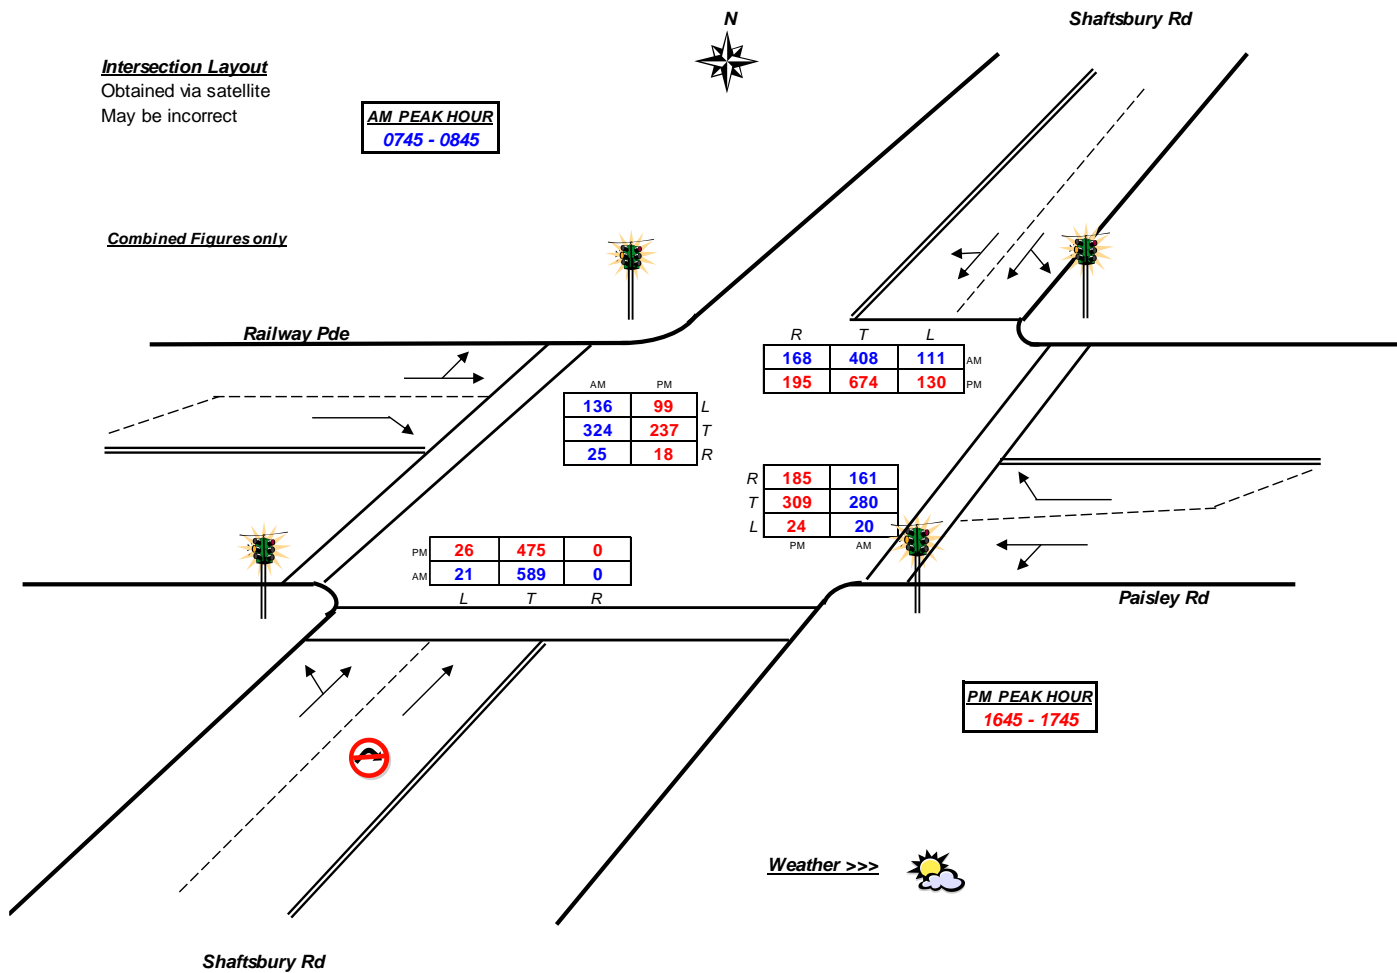 N
Shaftsbury Rd
Intersection Layout
Obtained via satellite
May be incorrect
AM PEAK HOUR
0745 - 0845
Combined Figures only
Railway Pde
R T L
168 408 111 AM
195 674 130 PM
AM PM
136 99 L
324 237 T
25 18 R
R 185 161
T 309 280
L 24 20
PM AM
PM 26 475 0
AM 21 589 0
L T R
Paisley Rd
PM PEAK HOUR
1645 - 1745
Weather >>>
Shaftsbury Rd